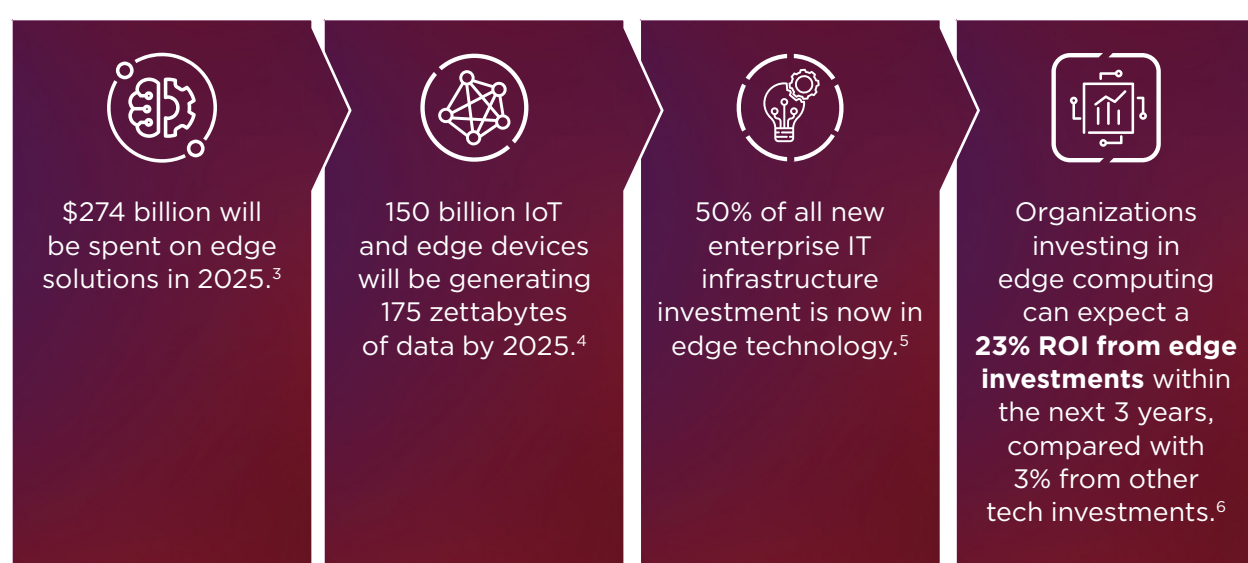 $274 billion will
be spent on edge
solutions in 2025.³
150 billion IoT
and edge devices
will be generating
175 zettabytes
of data by 2025.⁴
50% of all new
enterprise IT
infrastructure
investment is now in
edge technology.⁵
Organizations
investing in
edge computing
can expect a
23% ROI from edge
investments within
the next 3 years,
compared with
3% from other
tech investments.⁶